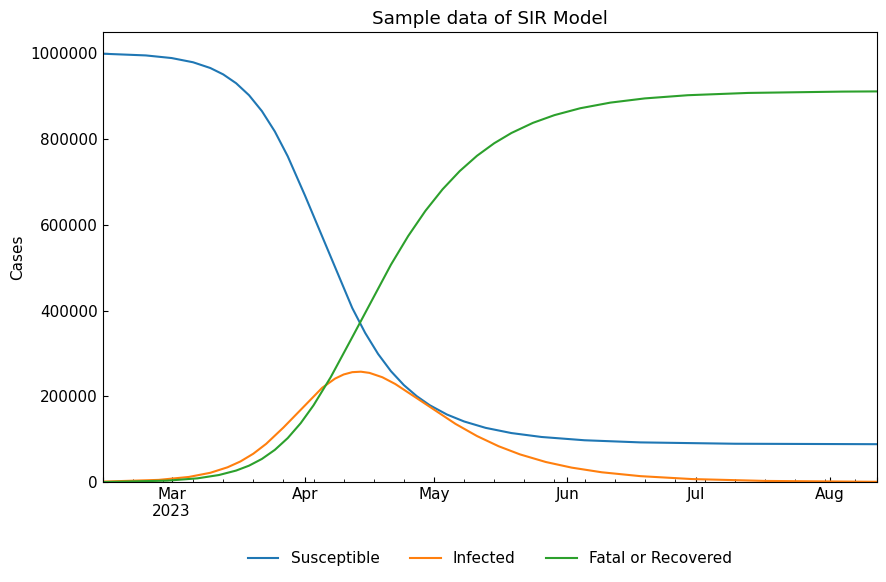 Sample data of SIR Model
1000000
800000
600000
400000
200000
0
Cases
Mar Apr May Jun Jul Aug
2023
Susceptible Infected Fatal or Recovered